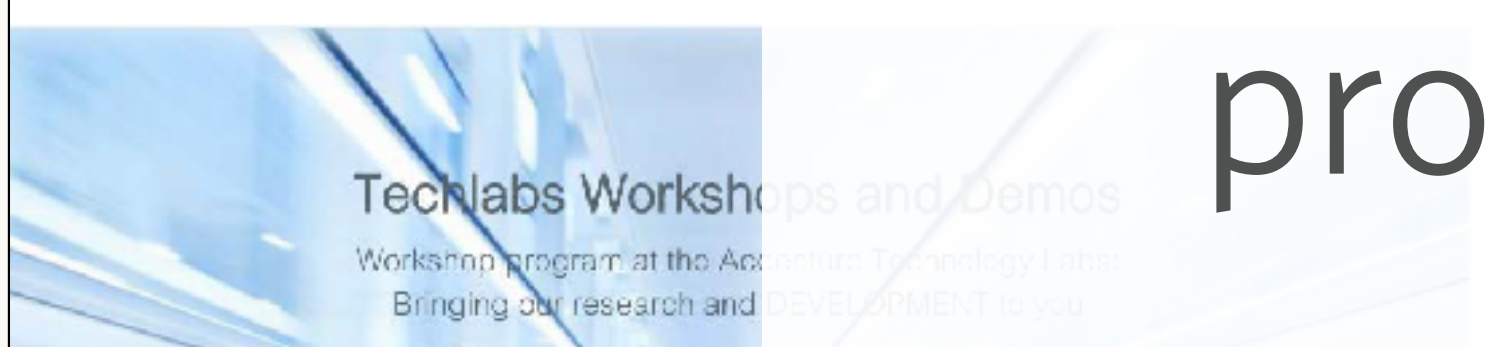 pro
Techlabs Workshops and Demos
Workshop program at the Accenture Technology Labs:
Bringing our research and DEVELOPMENT to you